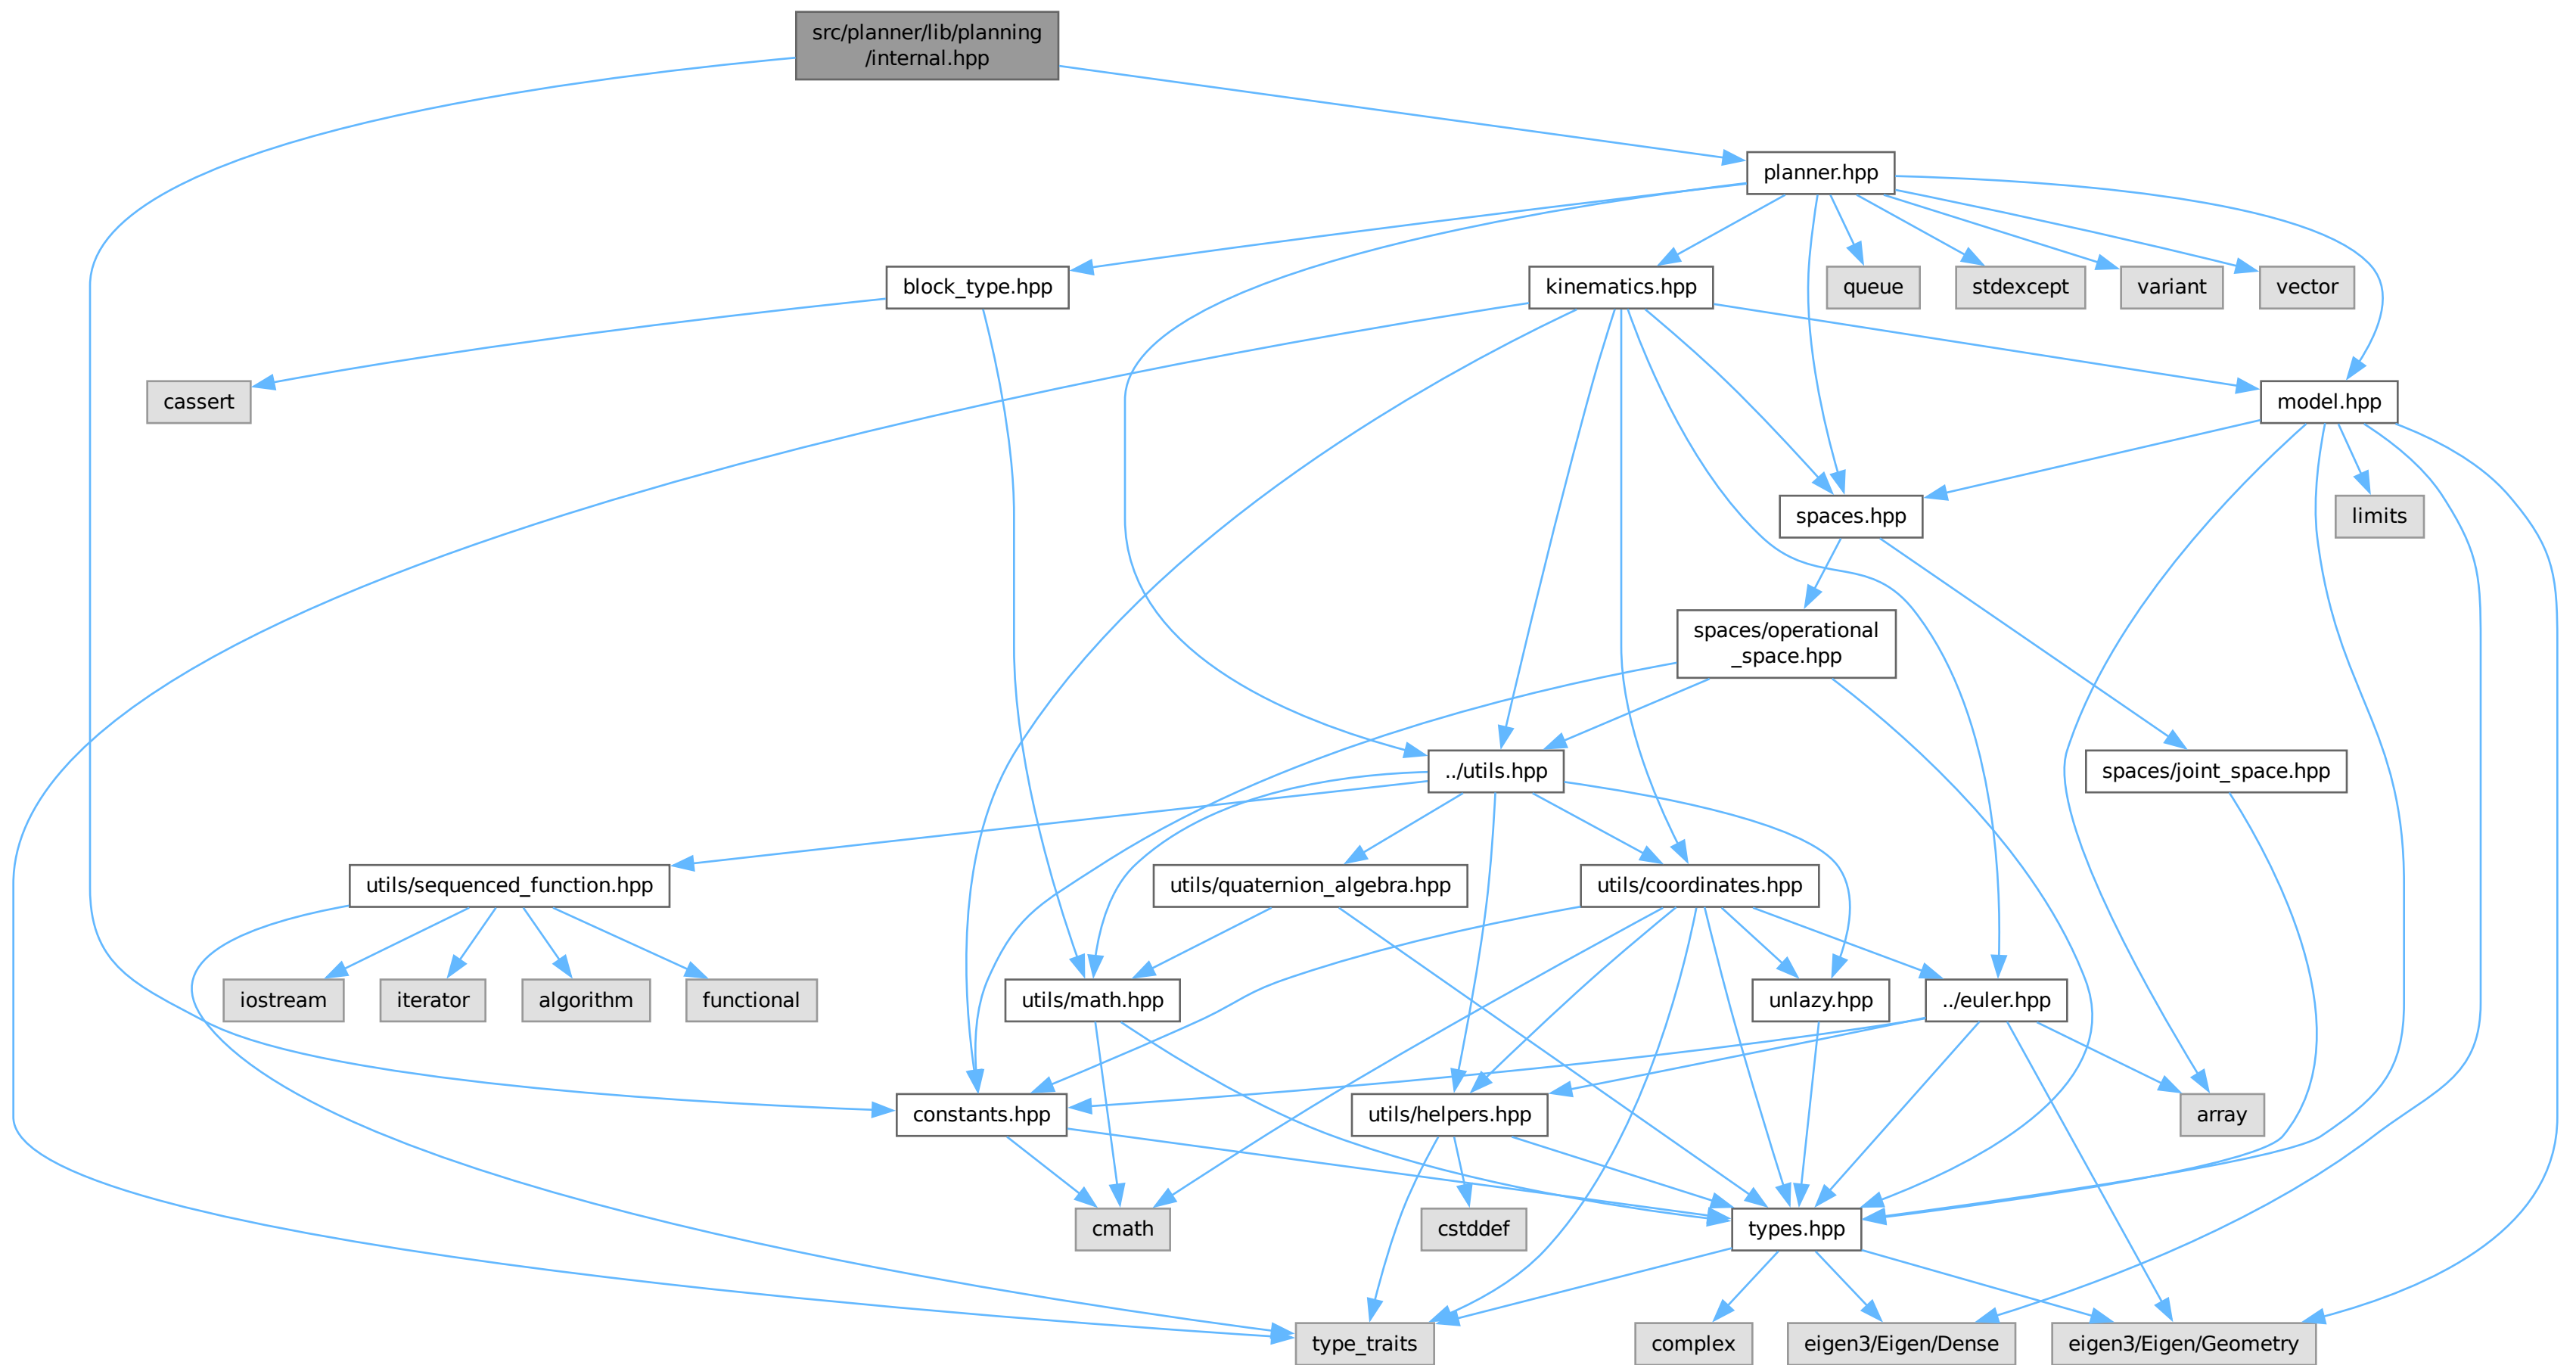 src/planner/lib/planning
/internal.hpp
planner.hpp
block_type.hpp
kinematics.hpp
queue
stdexcept
variant
vector
cassert
model.hpp
spaces.hpp
limits
spaces/operational
_space.hpp
../utils.hpp
spaces/joint_space.hpp
utils/sequenced_function.hpp
utils/quaternion_algebra.hpp
utils/coordinates.hpp
iostream
iterator
algorithm
functional
utils/math.hpp
unlazy.hpp
../euler.hpp
constants.hpp
utils/helpers.hpp
array
cmath
cstddef
types.hpp
type_traits
complex
eigen3/Eigen/Dense
eigen3/Eigen/Geometry